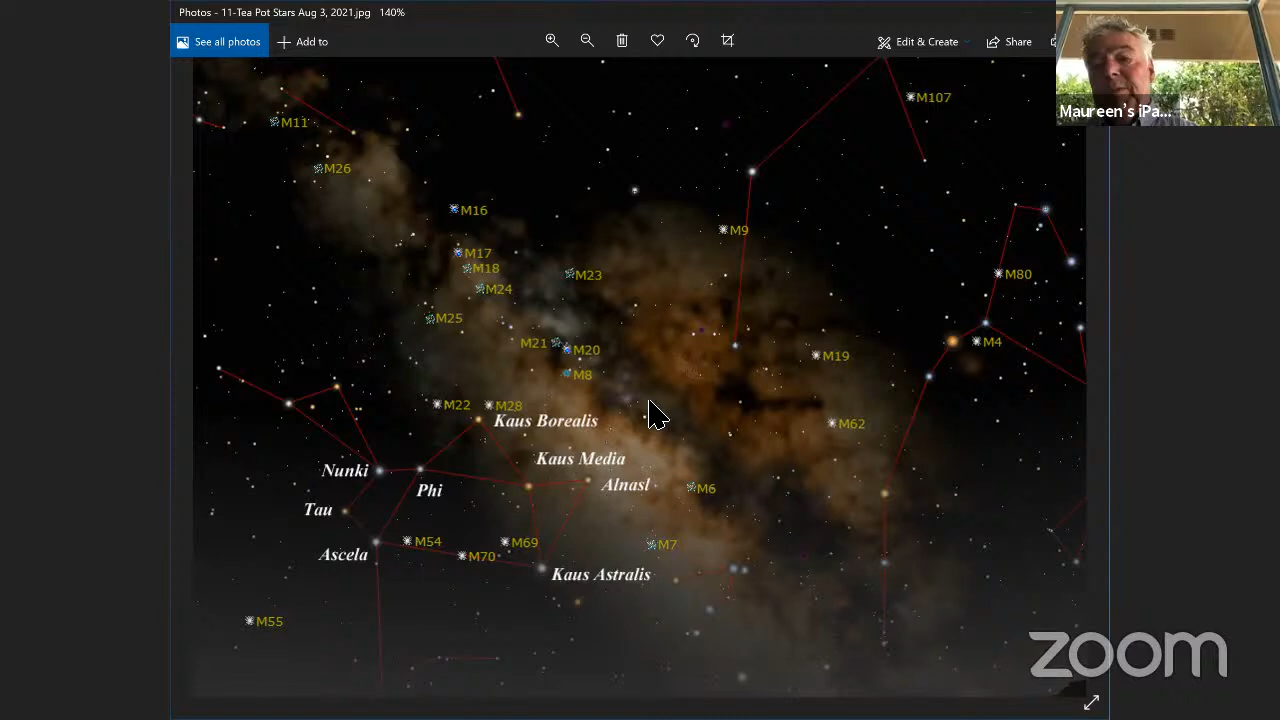 Photos - 11-Tea Pot Stars Aug 3, 2021.jpg 140%
See all photos
Add to
Edit & Create
Share
Maureen's iPa...
M107
M11
M26
M16
M9
M17
M18
M23
M80
M24
M25
M21
M20
M4
M19
M8
M22
M28
Kaus Borealis
M62
Kaus Media
Nunki
Phi
Alnasl
M6
Tau
Ascela
M54
M70
M69
M7
Kaus Astralis
M55
zoom